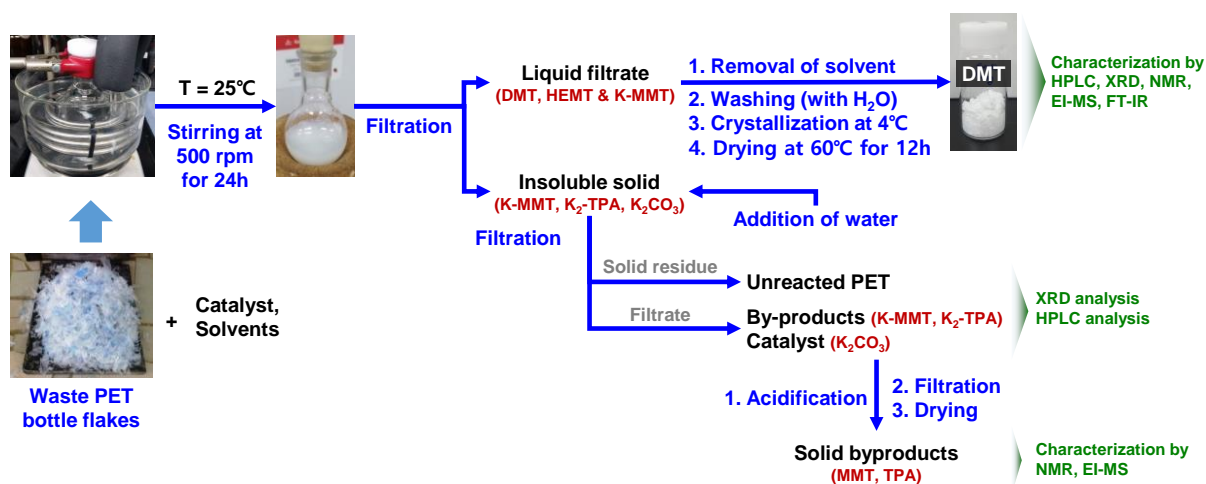 T = 25℃
Stirring at
500 rpm
for 24h
Filtration
Liquid filtrate
(DMT, HEMT & K-MMT)
1. Removal of solvent
2. Washing (with H₂O)
3. Crystallization at 4℃
4. Drying at 60℃ for 12h
DMT
Characterization by
HPLC, XRD, NMR,
EI-MS, FT-IR
Insoluble solid
(K-MMT, K₂-TPA, K₂CO₃)
Addition of water
Filtration
Solid residue
Unreacted PET
Filtrate
By-products (K-MMT, K₂-TPA)
Catalyst (K₂CO₃)
XRD analysis
HPLC analysis
+
Catalyst,
Solvents
Waste PET
bottle flakes
1. Acidification
2. Filtration
3. Drying
Solid byproducts
(MMT, TPA)
Characterization by
NMR, EI-MS